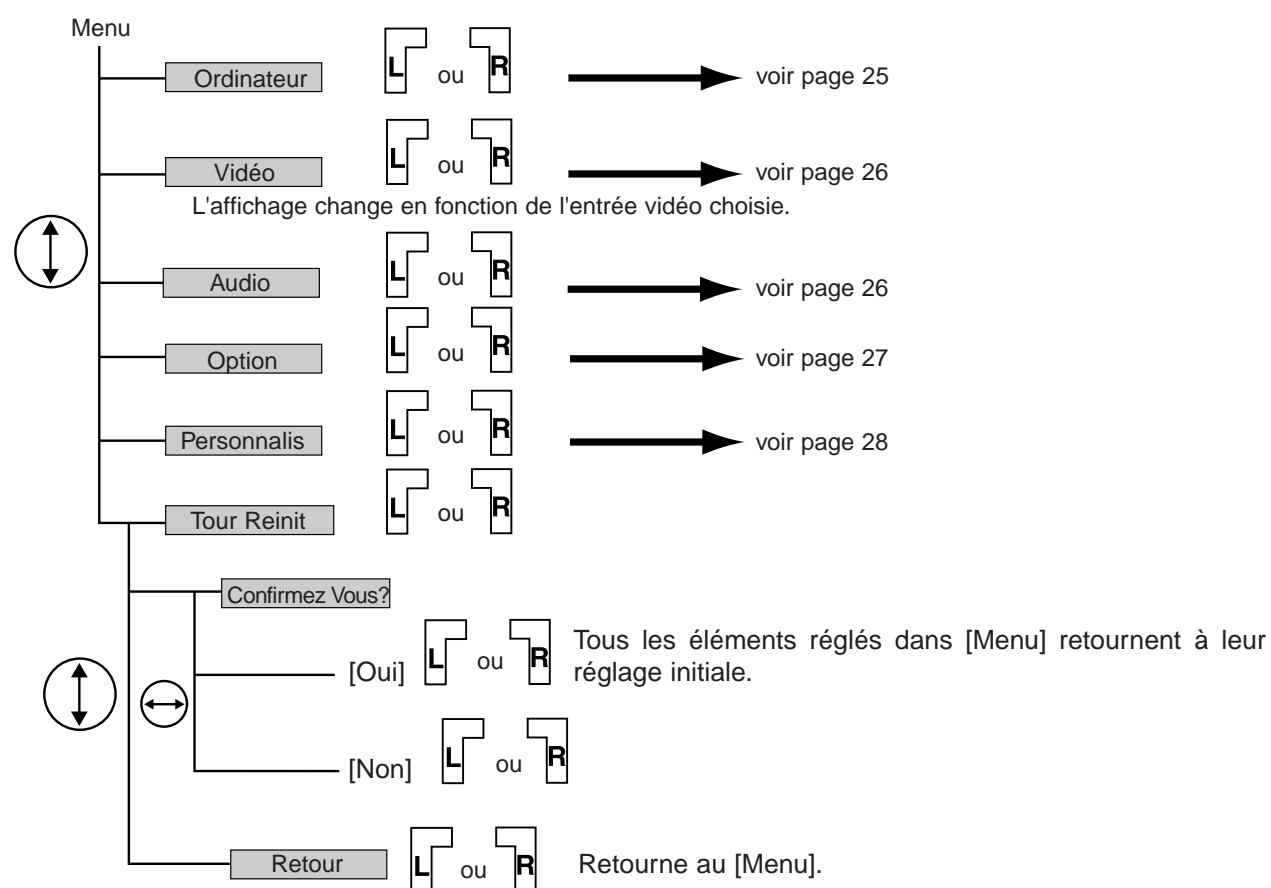 Menu
Ordinateur L ou R voir page 25
Vidéo L ou R voir page 26
L'affichage change en fonction de l'entrée vidéo choisie.
Audio L ou R voir page 26
Option L ou R voir page 27
Personnalis L ou R voir page 28
Tour Reinit L ou R
Confirmez Vous?
[Oui] L ou R Tous les éléments réglés dans [Menu] retournent à leur
réglage initiale.
[Non] L ou R
Retour L ou R Retourne au [Menu].